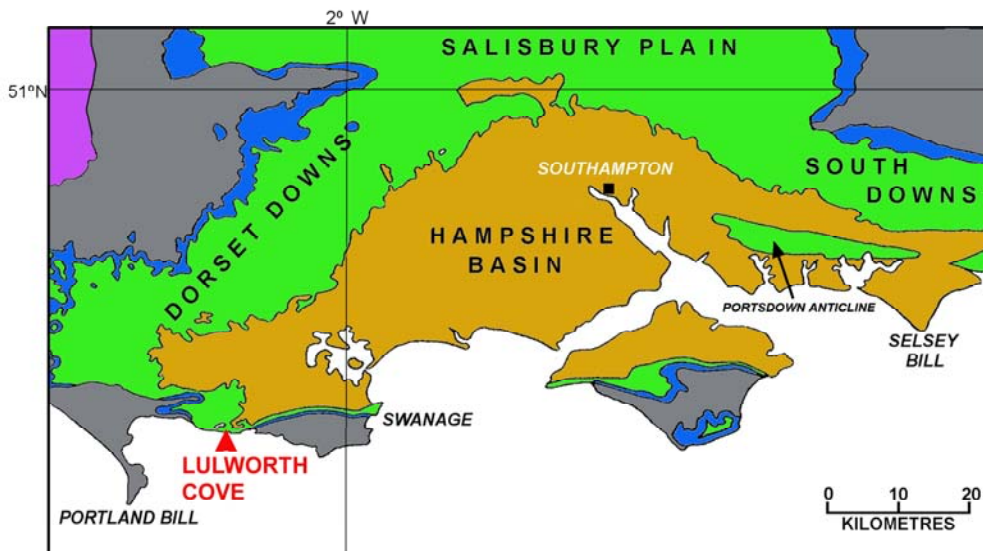 2º W
SALISBURY PLAIN
51ºN
SOUTHAMPTON
SOUTH
DOWNS
DORSET DOWNS
HAMPSHIRE
BASIN
PORTSDOWN ANTICLINE
SELSEY
BILL
SWANAGE
LULWORTH
COVE
PORTLAND BILL
0 10 20
KILOMETRES